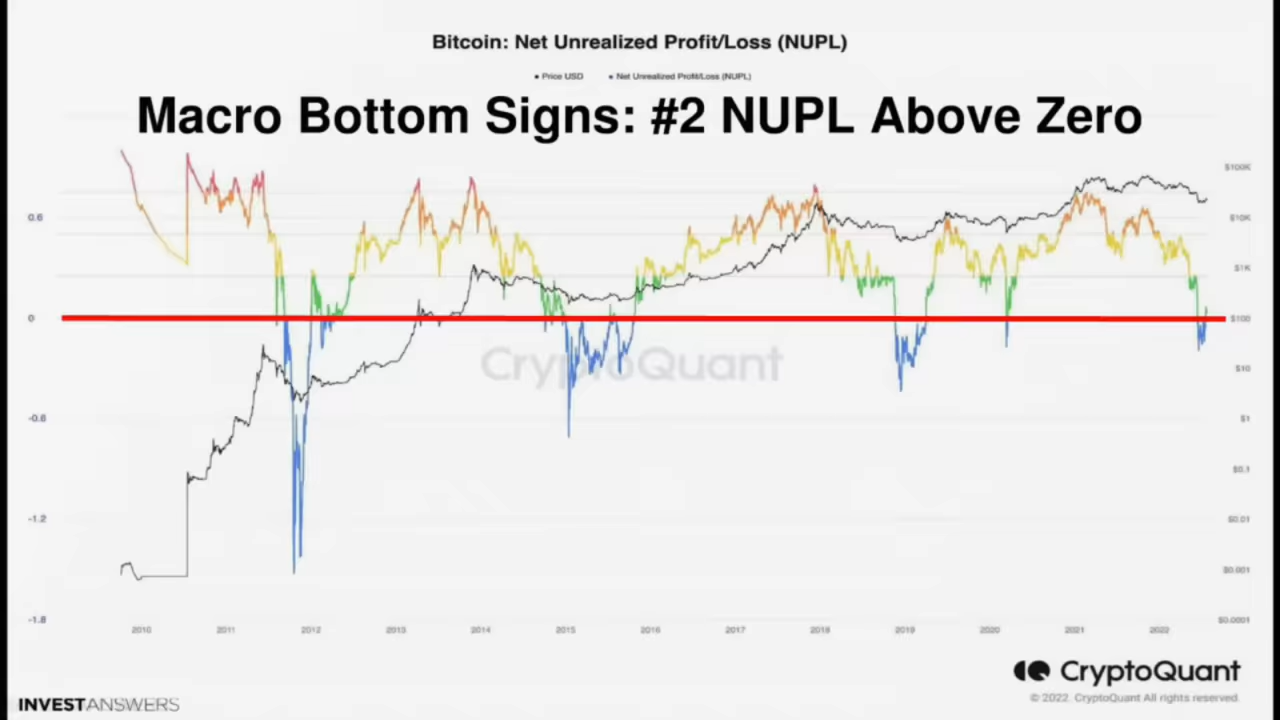 Bitcoin: Net Unrealized Profit/Loss (NUPL)
Price USD Net Unrealized Profit/Loss (NUPL)
Macro Bottom Signs: #2 NUPL Above Zero
$100K
0.6 $10K
$1K
0 $100
CryptoQuant
$10
-0.6 $1
$0.1
-1.2 $0.01
$0.001
-1.8 $0.0001
2010 2011 2012 2013 2014 2015 2016 2017 2018 2019 2020 2021 2022
CryptoQuant
© 2022. CryptoQuant All rights reserved.
INVESTANSWERS